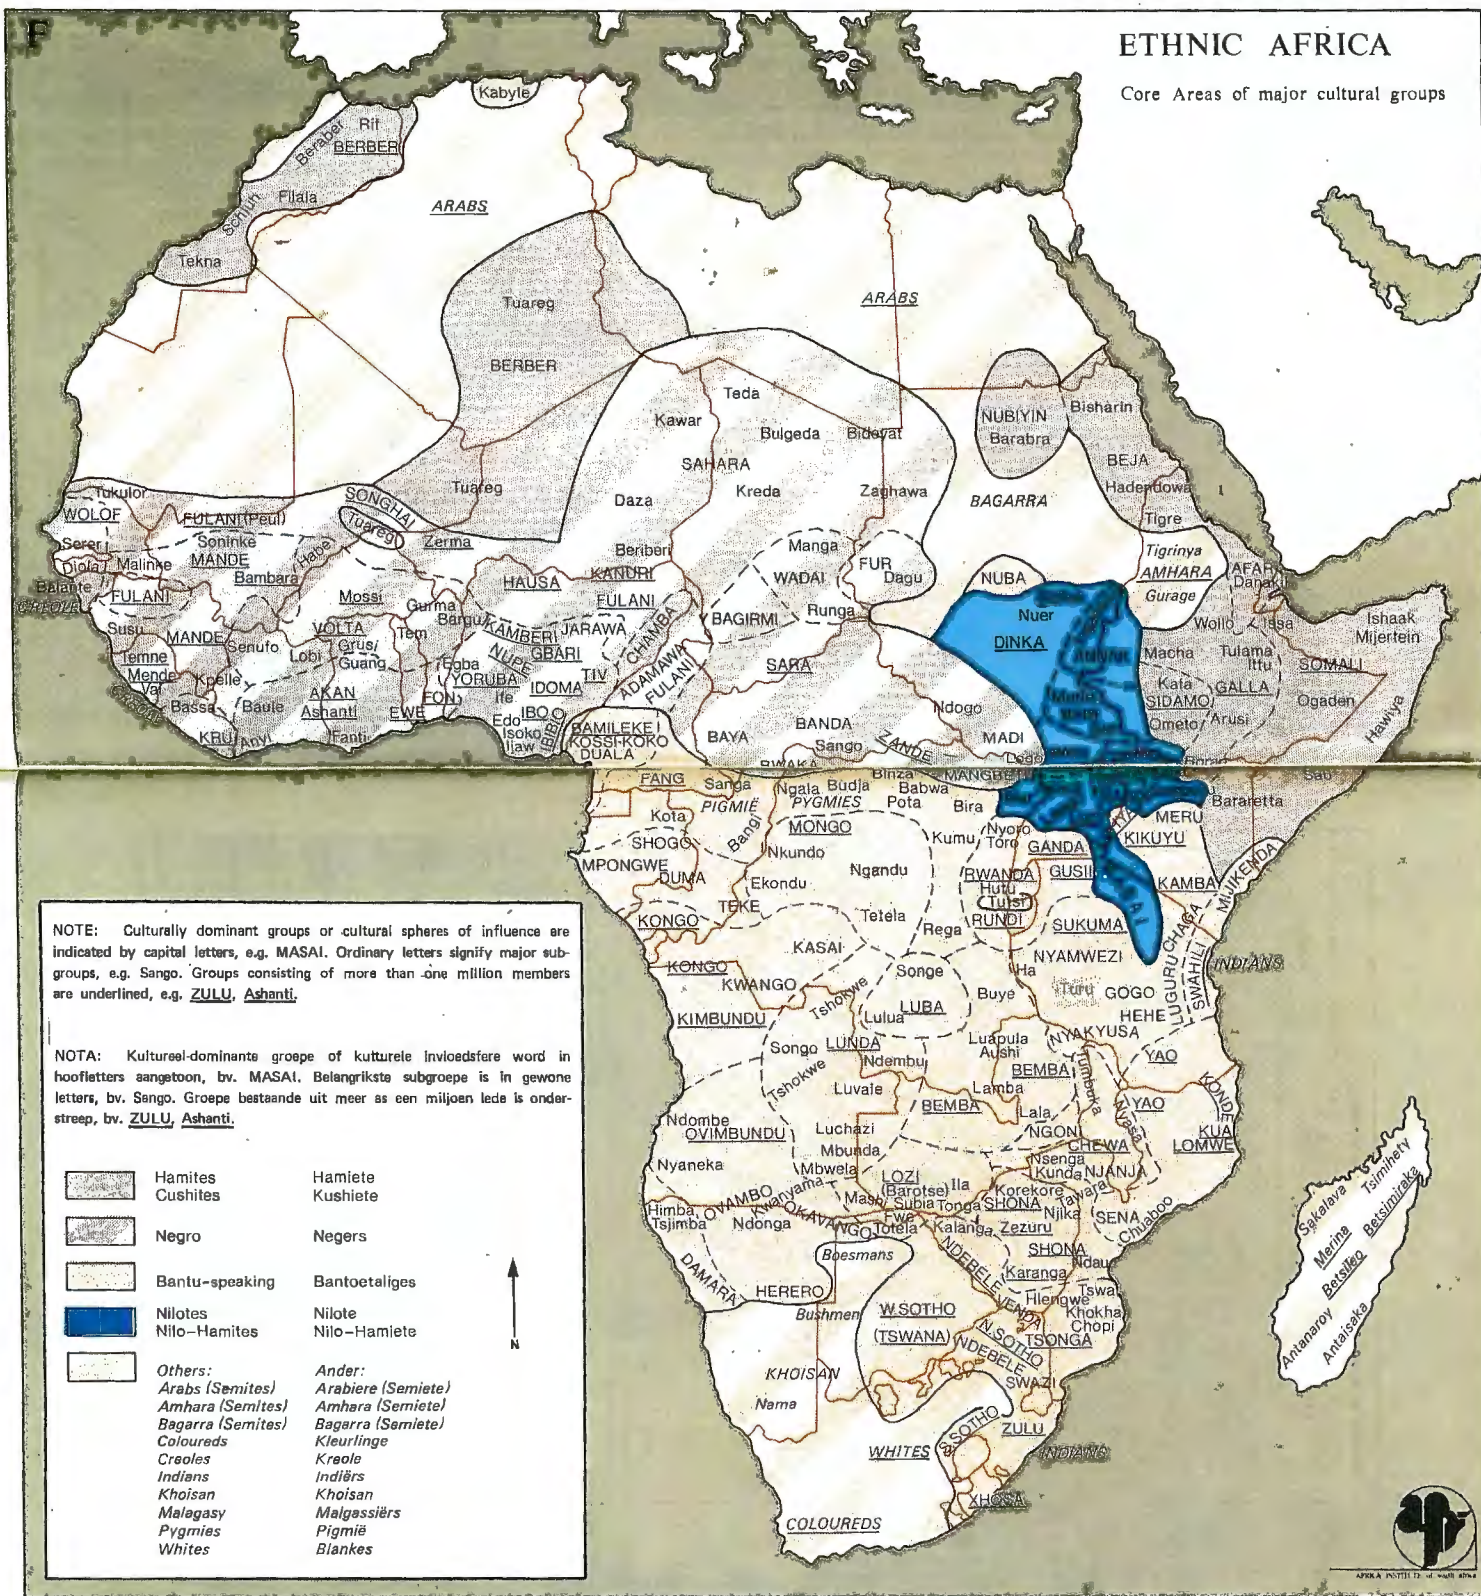 ETHNIC AFRICA
Core Areas of major cultural groups
Kabyle
Rif
Beraber
BERBER
Filala
Schluh
Tekna
ARABS
Tuareg
ARABS
BERBER
Teda
Kawar
Bulgeda
Bideyat
SAHARA
Tuareg
Daza
Kreda
Zaghawa
NUBIYIN
Barabra
Bisharin
BEJA
Hadendowa
BAGARRA
Tigre
Tukulor
WOLOF
FULANI (Peul)
SONGHAI
Tuareg
Zerma
Serer
Soninke
MANDE
Habe
Diola
Malinke
Bambara
Balante
CREOLE
FULANI
Mossi
Gurma
Bargu
HAUSA
Beriberi
KANURI
FULANI
Manga
WADAI
FUR
Dagu
NUBA
Tigrinya
AMHARA
Gurage
AFAR
Danakil
Issa
Wollo
Ishaak
Mijertein
Susu
MANDE
Senufo
VOLTA
Lobi
Grusi
Guang
Tem
KAMBERI
JARAWA
CHAMBA
NUPE
GBARI
BAGIRMI
Runga
Nuer
DINKA
Macha
Tulama
Ittu
SOMALI
Temne
Mende
Vai
Kpelle
Bassa
Baule
AKAN
Ashanti
EWE
FON
Egba
YORUBA
Ife
IDOMA
TIV
ADAMAWA
FULANI
SARA
Kafa
SIDAMO
GALLA
Ogaden
Ometo
Arusi
Hawiya
KRU
Anyi
Fanti
Edo
Isoko
Ijaw
IBO
IBIBIO
BAMILEKE
KOSSI-KOKO
DUALA
BAYA
BANDA
Sango
ZANDE
Ndogo
MADI
Boran
Sab
FANG
Sanga
BWAKA
Ngala
Budja
Binza
Babwa
MANGBE
Bararetta
PIGMIË
PYGMIES
Pota
Bira
Kota
Bangi
MONGO
MERU
KIKUYU
SHOGO
Nkundo
Kumu
Nyoro
Toro
GANDA
MPONGWE
DUMA
Ngandu
RWANDA
GUSII
Ekondu
Hutu
Tutsi
KAMBA
MIJIKENDA
TEKE
KONGO
Tetela
Rega
RUNDI
SUKUMA
KASAI
NYAMWEZI
CHAGA
KONGO
KWANGO
Songe
Ha
INDIANS
Tshokwe
LUBA
Buye
Turu
GOGO
LUGURU
SWAHILI
KIMBUNDU
Lulua
HEHE
Songo
LUNDA
Luapula
Aushi
NYAKYUSA
YAO
Ndembu
Tshokwe
BEMBA
Tumbuka
Luvale
Lamba
KONDE
BEMBA
Lala
Nyasa
YAO
Ndombe
OVIMBUNDU
Luchazi
NGONI
KUA
Mbunda
CHEWA
LOMWE
Nyaneka
Mbwela
Nsenga
Kunda
NJANJA
LOZI
(Barotse)
Ila
Korekore
Tawara
OVAMBO
Kwanyama
Mashi
Subia
Tonga
SHONA
Njika
SENA
Himba
Tsjimba
Ndonga
OKAVANGO
Fwe
Totela
Kalanga
Zezuru
Chuaboo
Boesmans
NDEBELE
SHONA
Ndau
DAMARA
HERERO
Karanga
Hlengwe
Tswa
Bushmen
W.SOTHO
VENDA
Khokha
Chopi
(TSWANA)
N.SOTHO
TSONGA
NDEBELE
SWAZI
KHOISAN
Nama
S.SOTHO
ZULU
WHITES
INDIANS
XHOSA
COLOUREDS
Sakalava
Tsimihety
Merine
Betsimiraka
Betsileo
Antanaroy
Antaisaka
NOTE: Culturally dominant groups or cultural spheres of influence are
indicated by capital letters, e.g. MASAI. Ordinary letters signify major sub-
groups, e.g. Sango. Groups consisting of more than one million members
are underlined, e.g. ZULU, Ashanti.
NOTA: Kultureel-dominante groepe of kutturele invloedsfere word in
hoofletters aangetoon, bv. MASAI. Belangrikste subgroepe is in gewone
letters, bv. Sango. Groepe bestaande uit meer as een miljoen lede is onder-
streep, bv. ZULU, Ashanti.
Hamites Hamiete
Cushites Kushiete
Negro Negers
Bantu-speaking Bantoetaliges
Nilotes Nilote
Nilo-Hamites Nilo-Hamiete
N
Others: Ander:
Arabs (Semites) Arabiere (Semiete)
Amhara (Semites) Amhara (Semiete)
Bagarra (Semites) Bagarra (Semiete)
Coloureds Kleurlinge
Creoles Kreole
Indians Indiërs
Khoisan Khoisan
Malagasy Malgassiërs
Pygmies Pigmië
Whites Blankes